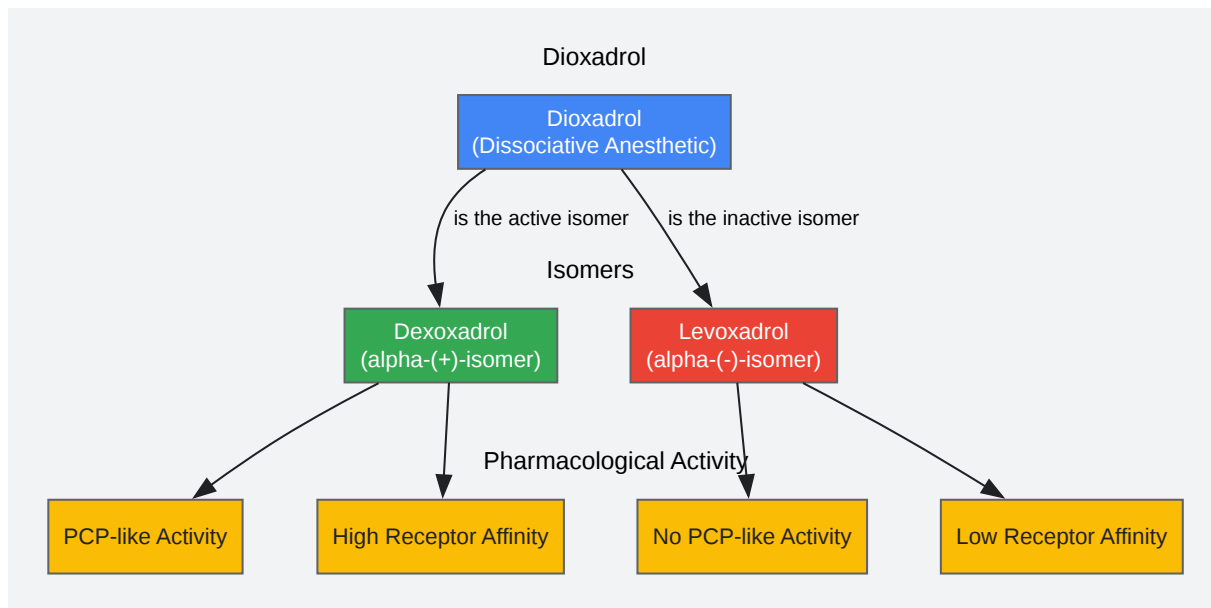 Dioxadrol
Dioxadrol
(Dissociative Anesthetic)
is the active isomer
is the inactive isomer
Isomers
Dexoxadrol
(alpha-(+)-isomer)
Levoxadrol
(alpha-(-)-isomer)
Pharmacological Activity
PCP-like Activity
High Receptor Affinity
No PCP-like Activity
Low Receptor Affinity